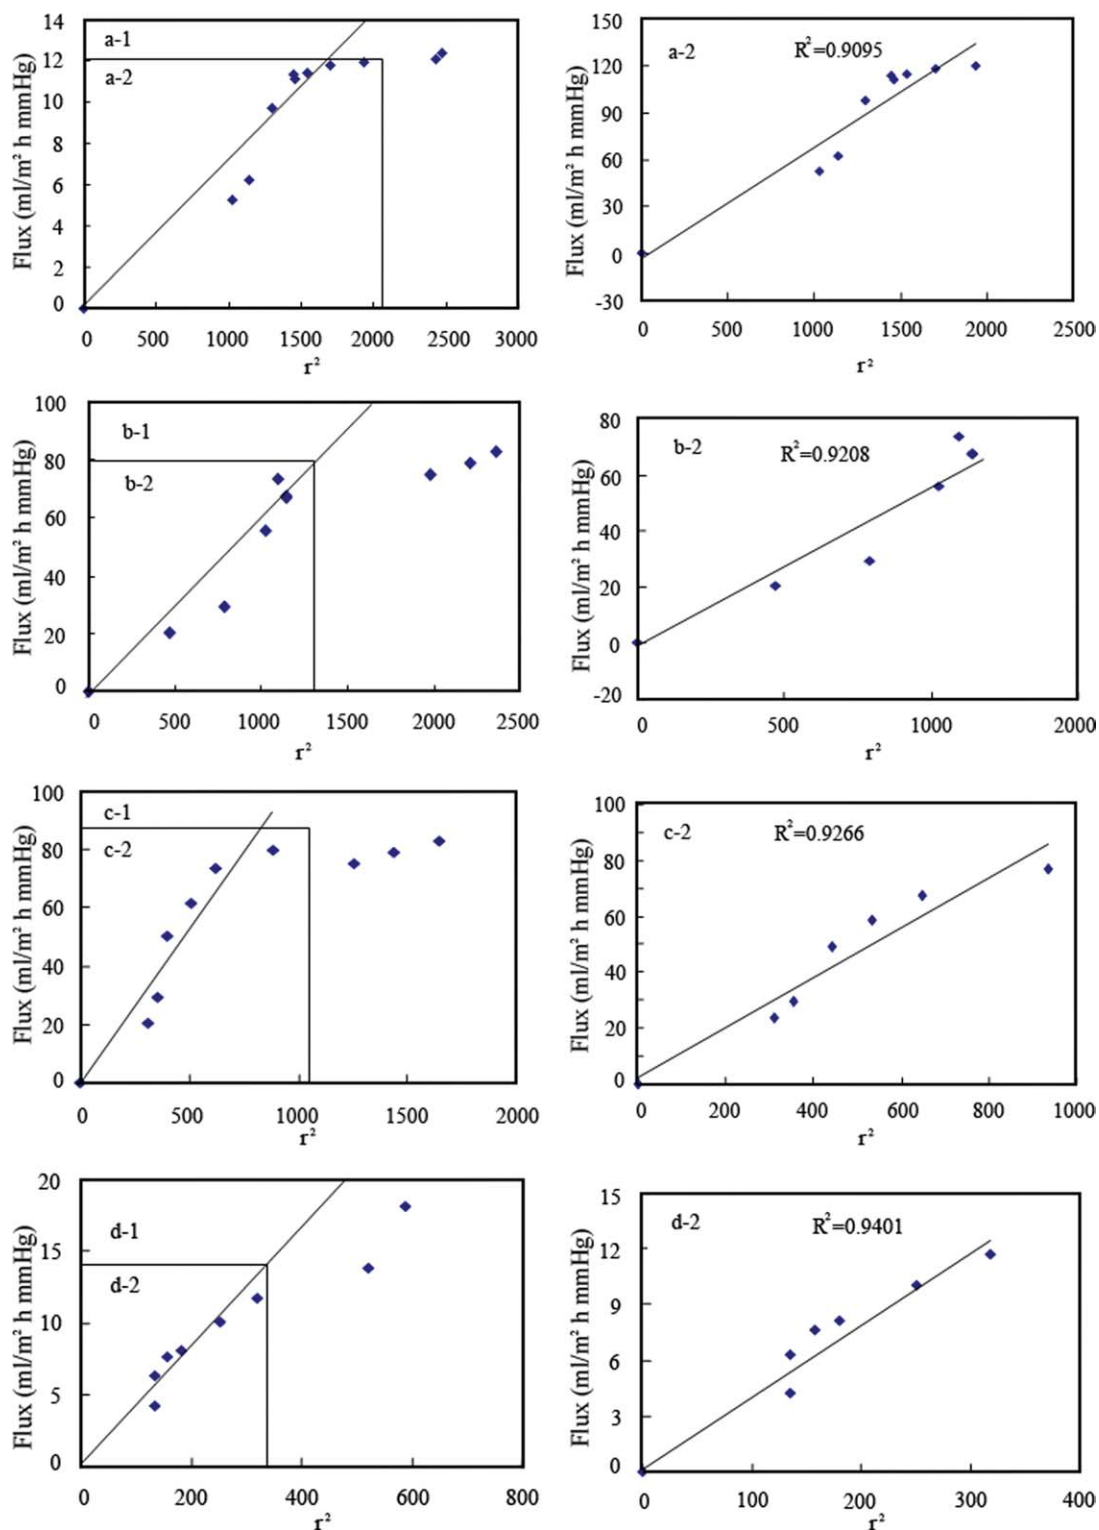 14
12
10
8
6
4
2
0
Flux (ml/m² h mmHg)
a-1
a-2
0 500 1000 1500 2000 2500 3000
r²
150
120
90
60
30
0
-30
Flux (ml/m² h mmHg)
a-2
R²=0.9095
0 500 1000 1500 2000 2500
r²
100
80
60
40
20
0
Flux (ml/m² h mmHg)
b-1
b-2
0 500 1000 1500 2000 2500
r²
80
60
40
20
0
-20
Flux (ml/m² h mmHg)
b-2
R²=0.9208
0 500 1000 2000
r²
100
80
60
40
20
0
Flux (ml/m² h mmHg)
c-1
c-2
0 500 1000 1500 2000
r²
100
80
60
40
20
0
Flux (ml/m² h mmHg)
c-2
R²=0.9266
0 200 400 600 800 1000
r²
20
15
10
5
0
Flux (ml/m² h mmHg)
d-1
d-2
0 200 400 600 800
r²
15
12
9
6
3
0
Flux (ml/m² h mmHg)
d-2
R²=0.9401
0 100 200 300 400
r²